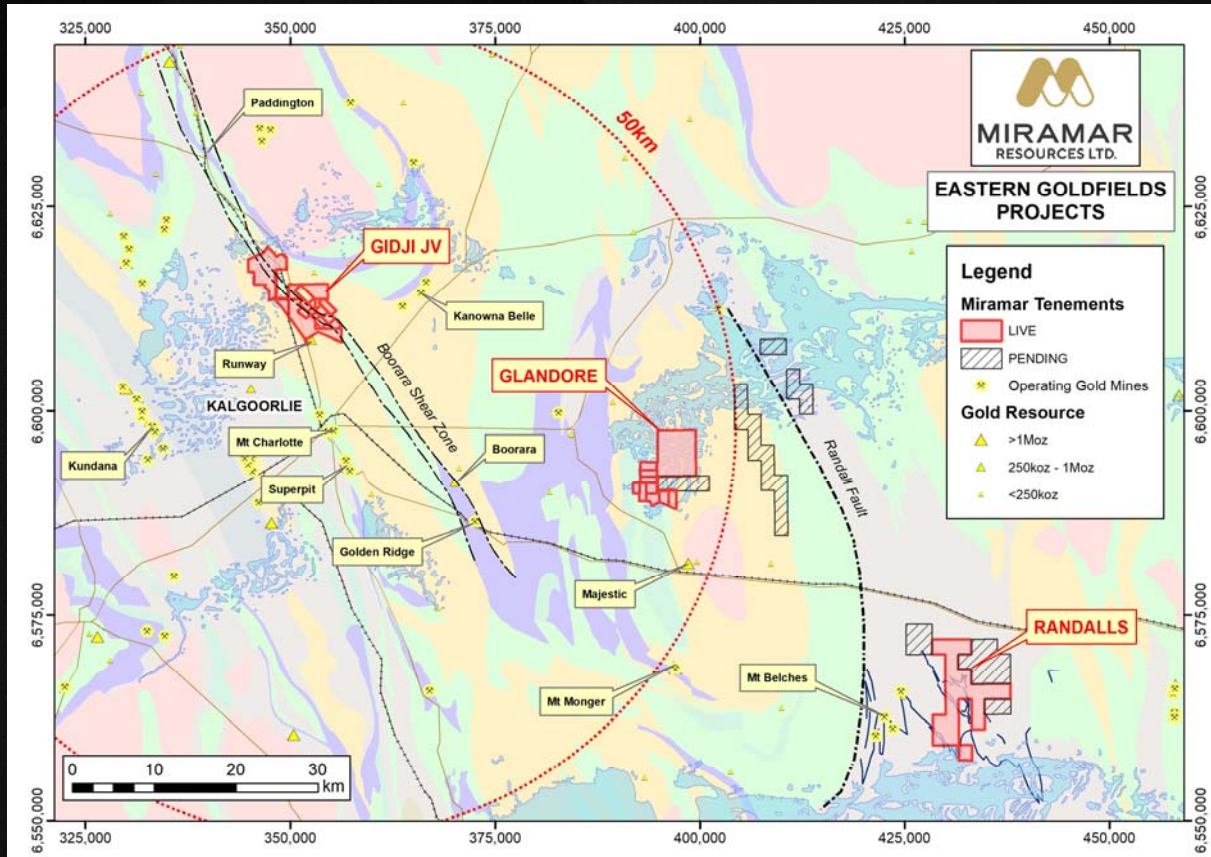 325,000 350,000 375,000 400,000 425,000 450,000
MIRAMAR
RESOURCES LTD.
EASTERN GOLDFIELDS
PROJECTS
Legend
Miramar Tenements
LIVE
PENDING
Operating Gold Mines
Gold Resource
>1Moz
250koz - 1Moz
<250koz
50km
Paddington
6,625,000
6,625,000
GIDJI JV
Kanowna Belle
Runway
Boorara Shear Zone
GLANDORE
KALGOORLIE
6,600,000
6,600,000
Mt Charlotte
Randall Fault
Kundana
Boorara
Superpit
Golden Ridge
Majestic
6,575,000
6,575,000
RANDALLS
Mt Belches
Mt Monger
0 10 20 30
km
6,550,000
6,550,000
325,000 350,000 375,000 400,000 425,000 450,000